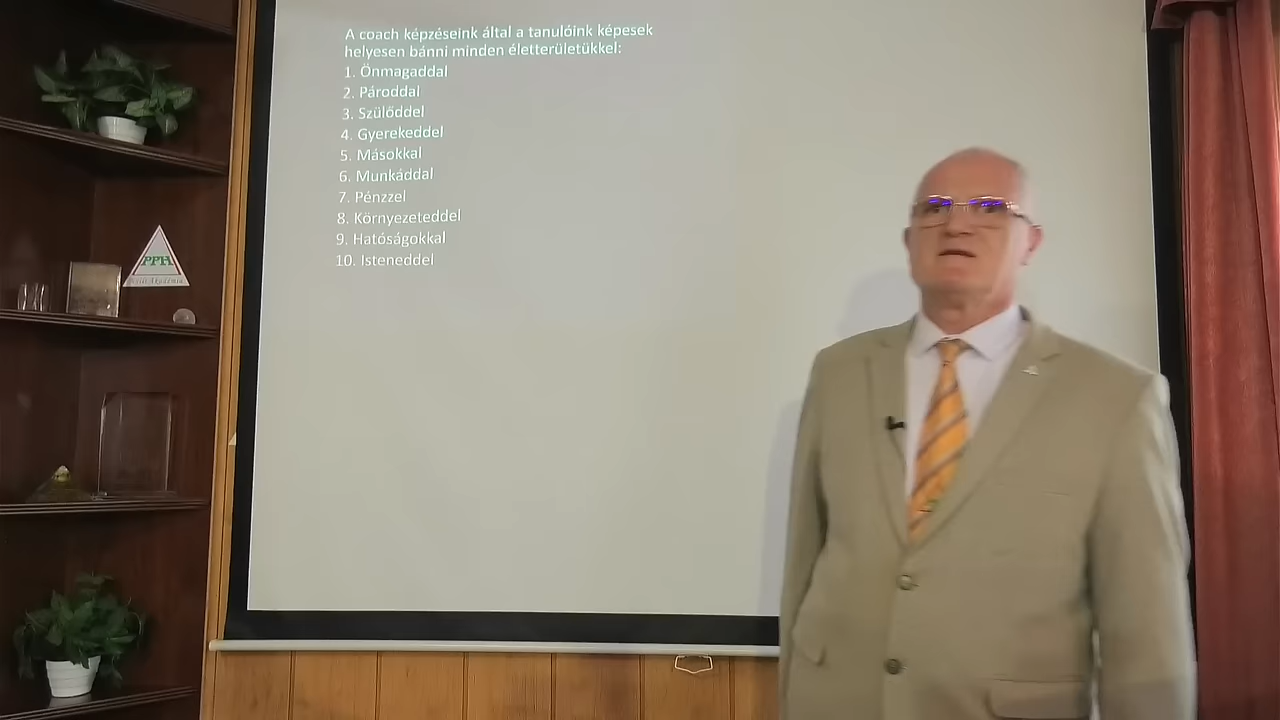 A coach képzéseink által a tanulóink képesek
helyesen bánni minden életterületükkel:
1. Önmagaddal
2. Pároddal
3. Szülőddel
4. Gyerekeddel
5. Másokkal
6. Munkáddal
7. Pénzzel
8. Környezeteddel
9. Hatóságokkal
10. Isteneddel
PFH